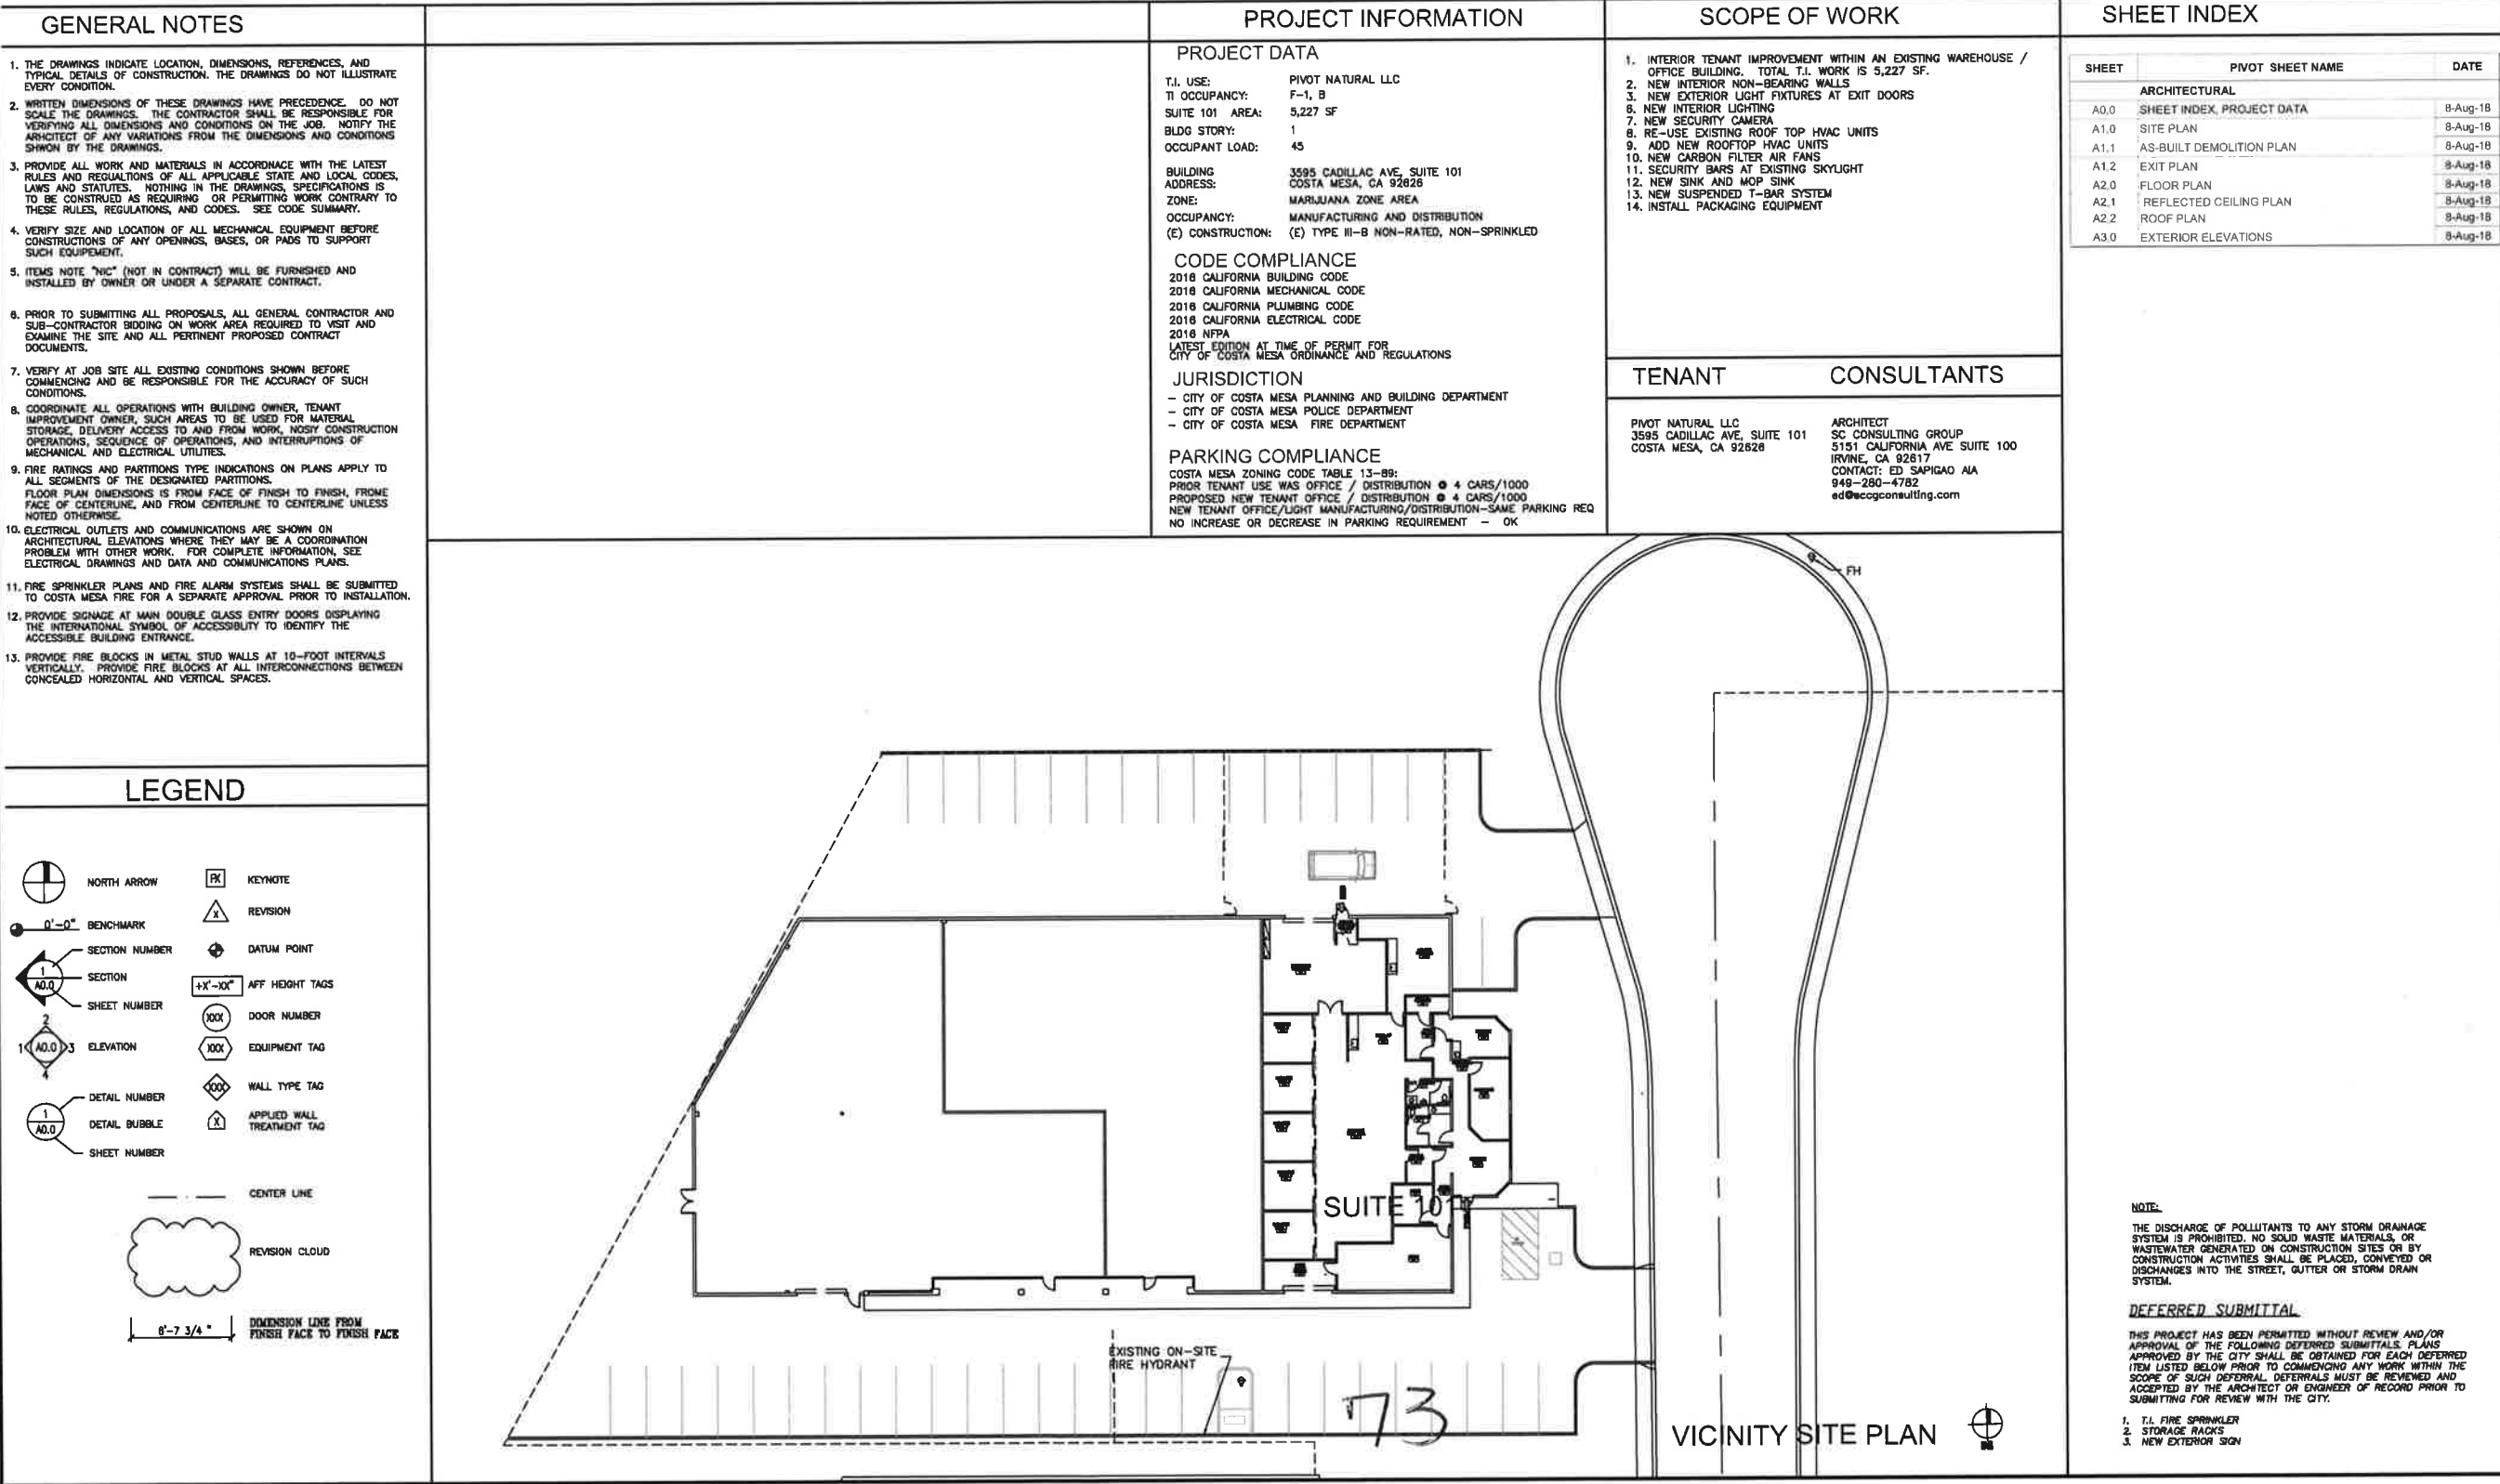 GENERAL NOTES
1. THE DRAWINGS INDICATE LOCATION, DIMENSIONS, REFERENCES, AND
TYPICAL DETAILS OF CONSTRUCTION. THE DRAWINGS DO NOT ILLUSTRATE
EVERY CONDITION.
2. WRITTEN DIMENSIONS OF THESE DRAWINGS HAVE PRECEDENCE. DO NOT
SCALE THE DRAWINGS. THE CONTRACTOR SHALL BE RESPONSIBLE FOR
VERIFYING ALL DIMENSIONS AND CONDITIONS ON THE JOB. NOTIFY THE
ARHCITECT OF ANY VARIATIONS FROM THE DIMENSIONS AND CONDITIONS
SHWON BY THE DRAWINGS.
3. PROVIDE ALL WORK AND MATERIALS IN ACCORDNACE WITH THE LATEST
RULES AND REGUALTIONS OF ALL APPLICABLE STATE AND LOCAL CODES,
LAWS AND STATUTES. NOTHING IN THE DRAWINGS, SPECIFICATIONS IS
TO BE CONSTRUED AS REQUIRING OR PERMITTING WORK CONTRARY TO
THESE RULES, REGULATIONS, AND CODES. SEE CODE SUMMARY.
4. VERIFY SIZE AND LOCATION OF ALL MECHANICAL EQUIPMENT BEFORE
CONSTRUCTIONS OF ANY OPENINGS, BASES, OR PADS TO SUPPORT
SUCH EQUIPEMENT.
5. ITEMS NOTE "NIC" (NOT IN CONTRACT) WILL BE FURNISHED AND
INSTALLED BY OWNER OR UNDER A SEPARATE CONTRACT.
6. PRIOR TO SUBMITTING ALL PROPOSALS, ALL GENERAL CONTRACTOR AND
SUB-CONTRACTOR BIDDING ON WORK AREA REQUIRED TO VISIT AND
EXAMINE THE SITE AND ALL PERTINENT PROPOSED CONTRACT
DOCUMENTS.
7. VERIFY AT JOB SITE ALL EXISTING CONDITIONS SHOWN BEFORE
COMMENCING AND BE RESPONSIBLE FOR THE ACCURACY OF SUCH
CONDITIONS.
8. COORDINATE ALL OPERATIONS WITH BUILDING OWNER, TENANT
IMPROVEMENT OWNER, SUCH AREAS TO BE USED FOR MATERIAL
STORAGE, DELIVERY ACCESS TO AND FROM WORK, NOSIY CONSTRUCTION
OPERATIONS, SEQUENCE OF OPERATIONS, AND INTERRUPTIONS OF
MECHANICAL AND ELECTRICAL UTILITIES.
9. FIRE RATINGS AND PARTITIONS TYPE INDICATIONS ON PLANS APPLY TO
ALL SEGMENTS OF THE DESIGNATED PARTITIONS.
FLOOR PLAN DIMENSIONS IS FROM FACE OF FINISH TO FINISH, FROME
FACE OF CENTERLINE, AND FROM CENTERLINE TO CENTERLINE UNLESS
NOTED OTHERWISE.
10. ELECTRICAL OUTLETS AND COMMUNICATIONS ARE SHOWN ON
ARCHITECTURAL ELEVATIONS WHERE THEY MAY BE A COORDINATION
PROBLEM WITH OTHER WORK. FOR COMPLETE INFORMATION, SEE
ELECTRICAL DRAWINGS AND DATA AND COMMUNICATIONS PLANS.
11. FIRE SPRINKLER PLANS AND FIRE ALARM SYSTEMS SHALL BE SUBMITTED
TO COSTA MESA FIRE FOR A SEPARATE APPROVAL PRIOR TO INSTALLATION.
12. PROVIDE SIGNAGE AT MAIN DOUBLE GLASS ENTRY DOORS DISPLAYING
THE INTERNATIONAL SYMBOL OF ACCESSIBLITY TO IDENTIFY THE
ACCESSIBLE BUILDING ENTRANCE.
13. PROVIDE FIRE BLOCKS IN METAL STUD WALLS AT 10-FOOT INTERVALS
VERTICALLY. PROVIDE FIRE BLOCKS AT ALL INTERCONNECTIONS BETWEEN
CONCEALED HORIZONTAL AND VERTICAL SPACES.
LEGEND
NORTH ARROW
0'-0" BENCHMARK
SECTION NUMBER
1 A0.0 SECTION
SHEET NUMBER
2
1 A0.0 3 ELEVATION
4
DETAIL NUMBER
1 A0.0 DETAIL BUBBLE
SHEET NUMBER
KEYNOTE
X REVISION
DATUM POINT
+X'-XX" AFF HEIGHT TAGS
XXX DOOR NUMBER
XXX EQUIPMENT TAG
XXX WALL TYPE TAG
X APPLIED WALL
TREATMENT TAG
CENTER LINE
REVISION CLOUD
6'-7 3/4 "
DIMENSION LINE FROM
FINISH FACE TO FINISH FACE
PROJECT INFORMATION
PROJECT DATA
T.I. USE: PIVOT NATURAL LLC
TI OCCUPANCY: F-1, B
SUITE 101 AREA: 5,227 SF
BLDG STORY: 1
OCCUPANT LOAD: 45
BUILDING ADDRESS: 3595 CADILLAC AVE, SUITE 101
COSTA MESA, CA 92626
ZONE: MARIJUANA ZONE AREA
OCCUPANCY: MANUFACTURING AND DISTRIBUTION
(E) CONSTRUCTION: (E) TYPE III-B NON-RATED, NON-SPRINKLED
CODE COMPLIANCE
2016 CALIFORNIA BUILDING CODE
2016 CALIFORNIA MECHANICAL CODE
2016 CALIFORNIA PLUMBING CODE
2016 CALIFORNIA ELECTRICAL CODE
2016 NFPA
LATEST EDITION AT TIME OF PERMIT FOR
CITY OF COSTA MESA ORDINANCE AND REGULATIONS
JURISDICTION
- CITY OF COSTA MESA PLANNING AND BUILDING DEPARTMENT
- CITY OF COSTA MESA POLICE DEPARTMENT
- CITY OF COSTA MESA FIRE DEPARTMENT
PARKING COMPLIANCE
COSTA MESA ZONING CODE TABLE 13-89:
PRIOR TENANT USE WAS OFFICE / DISTRIBUTION @ 4 CARS/1000
PROPOSED NEW TENANT OFFICE / DISTRIBUTION @ 4 CARS/1000
NEW TENANT OFFICE/LIGHT MANUFACTURING/DISTRIBUTION-SAME PARKING REQ
NO INCREASE OR DECREASE IN PARKING REQUIREMENT - OK
SCOPE OF WORK
1. INTERIOR TENANT IMPROVEMENT WITHIN AN EXISTING WAREHOUSE /
OFFICE BUILDING. TOTAL T.I. WORK IS 5,227 SF.
2. NEW INTERIOR NON-BEARING WALLS
3. NEW EXTERIOR LIGHT FIXTURES AT EXIT DOORS
6. NEW INTERIOR LIGHTING
7. NEW SECURITY CAMERA
8. RE-USE EXISTING ROOF TOP HVAC UNITS
9. ADD NEW ROOFTOP HVAC UNITS
10. NEW CARBON FILTER AIR FANS
11. SECURITY BARS AT EXISTING SKYLIGHT
12. NEW SINK AND MOP SINK
13. NEW SUSPENDED T-BAR SYSTEM
14. INSTALL PACKAGING EQUIPMENT
TENANT
PIVOT NATURAL LLC
3595 CADILLAC AVE, SUITE 101
COSTA MESA, CA 92626
CONSULTANTS
ARCHITECT
SC CONSULTING GROUP
5151 CALIFORNIA AVE SUITE 100
IRVINE, CA 92617
CONTACT: ED SAPIGAO AIA
949-280-4782
ed@sccgconsulting.com
SHEET INDEX
SHEET PIVOT SHEET NAME DATE
ARCHITECTURAL
A0.0 SHEET INDEX, PROJECT DATA 8-Aug-18
A1.0 SITE PLAN 8-Aug-18
A1.1 AS-BUILT DEMOLITION PLAN 8-Aug-18
A1.2 EXIT PLAN 8-Aug-18
A2.0 FLOOR PLAN 8-Aug-18
A2.1 REFLECTED CEILING PLAN 8-Aug-18
A2.2 ROOF PLAN 8-Aug-18
A3.0 EXTERIOR ELEVATIONS 8-Aug-18
FH
SUITE 101
EXISTING ON-SITE
FIRE HYDRANT
73
VICINITY SITE PLAN
NOTE:
THE DISCHARGE OF POLLUTANTS TO ANY STORM DRAINAGE
SYSTEM IS PROHIBITED. NO SOLID WASTE MATERIALS, OR
WASTEWATER GENERATED ON CONSTRUCTION SITES OR BY
CONSTRUCTION ACTIVITIES SHALL BE PLACED, CONVEYED OR
DISCHANGES INTO THE STREET, GUTTER OR STORM DRAIN
SYSTEM.
DEFERRED SUBMITTAL
THIS PROJECT HAS BEEN PERMITTED WITHOUT REVIEW AND/OR
APPROVAL OF THE FOLLOWING DEFERRED SUBMITTALS. PLANS
APPROVED BY THE CITY SHALL BE OBTAINED FOR EACH DEFERRED
ITEM LISTED BELOW PRIOR TO COMMENCING ANY WORK WITHIN THE
SCOPE OF SUCH DEFERRAL. DEFERRALS MUST BE REVIEWED AND
ACCEPTED BY THE ARCHITECT OR ENGINEER OF RECORD PRIOR TO
SUBMITTING FOR REVIEW WITH THE CITY.
1. T.I. FIRE SPRINKLER
2. STORAGE RACKS
3. NEW EXTERIOR SIGN